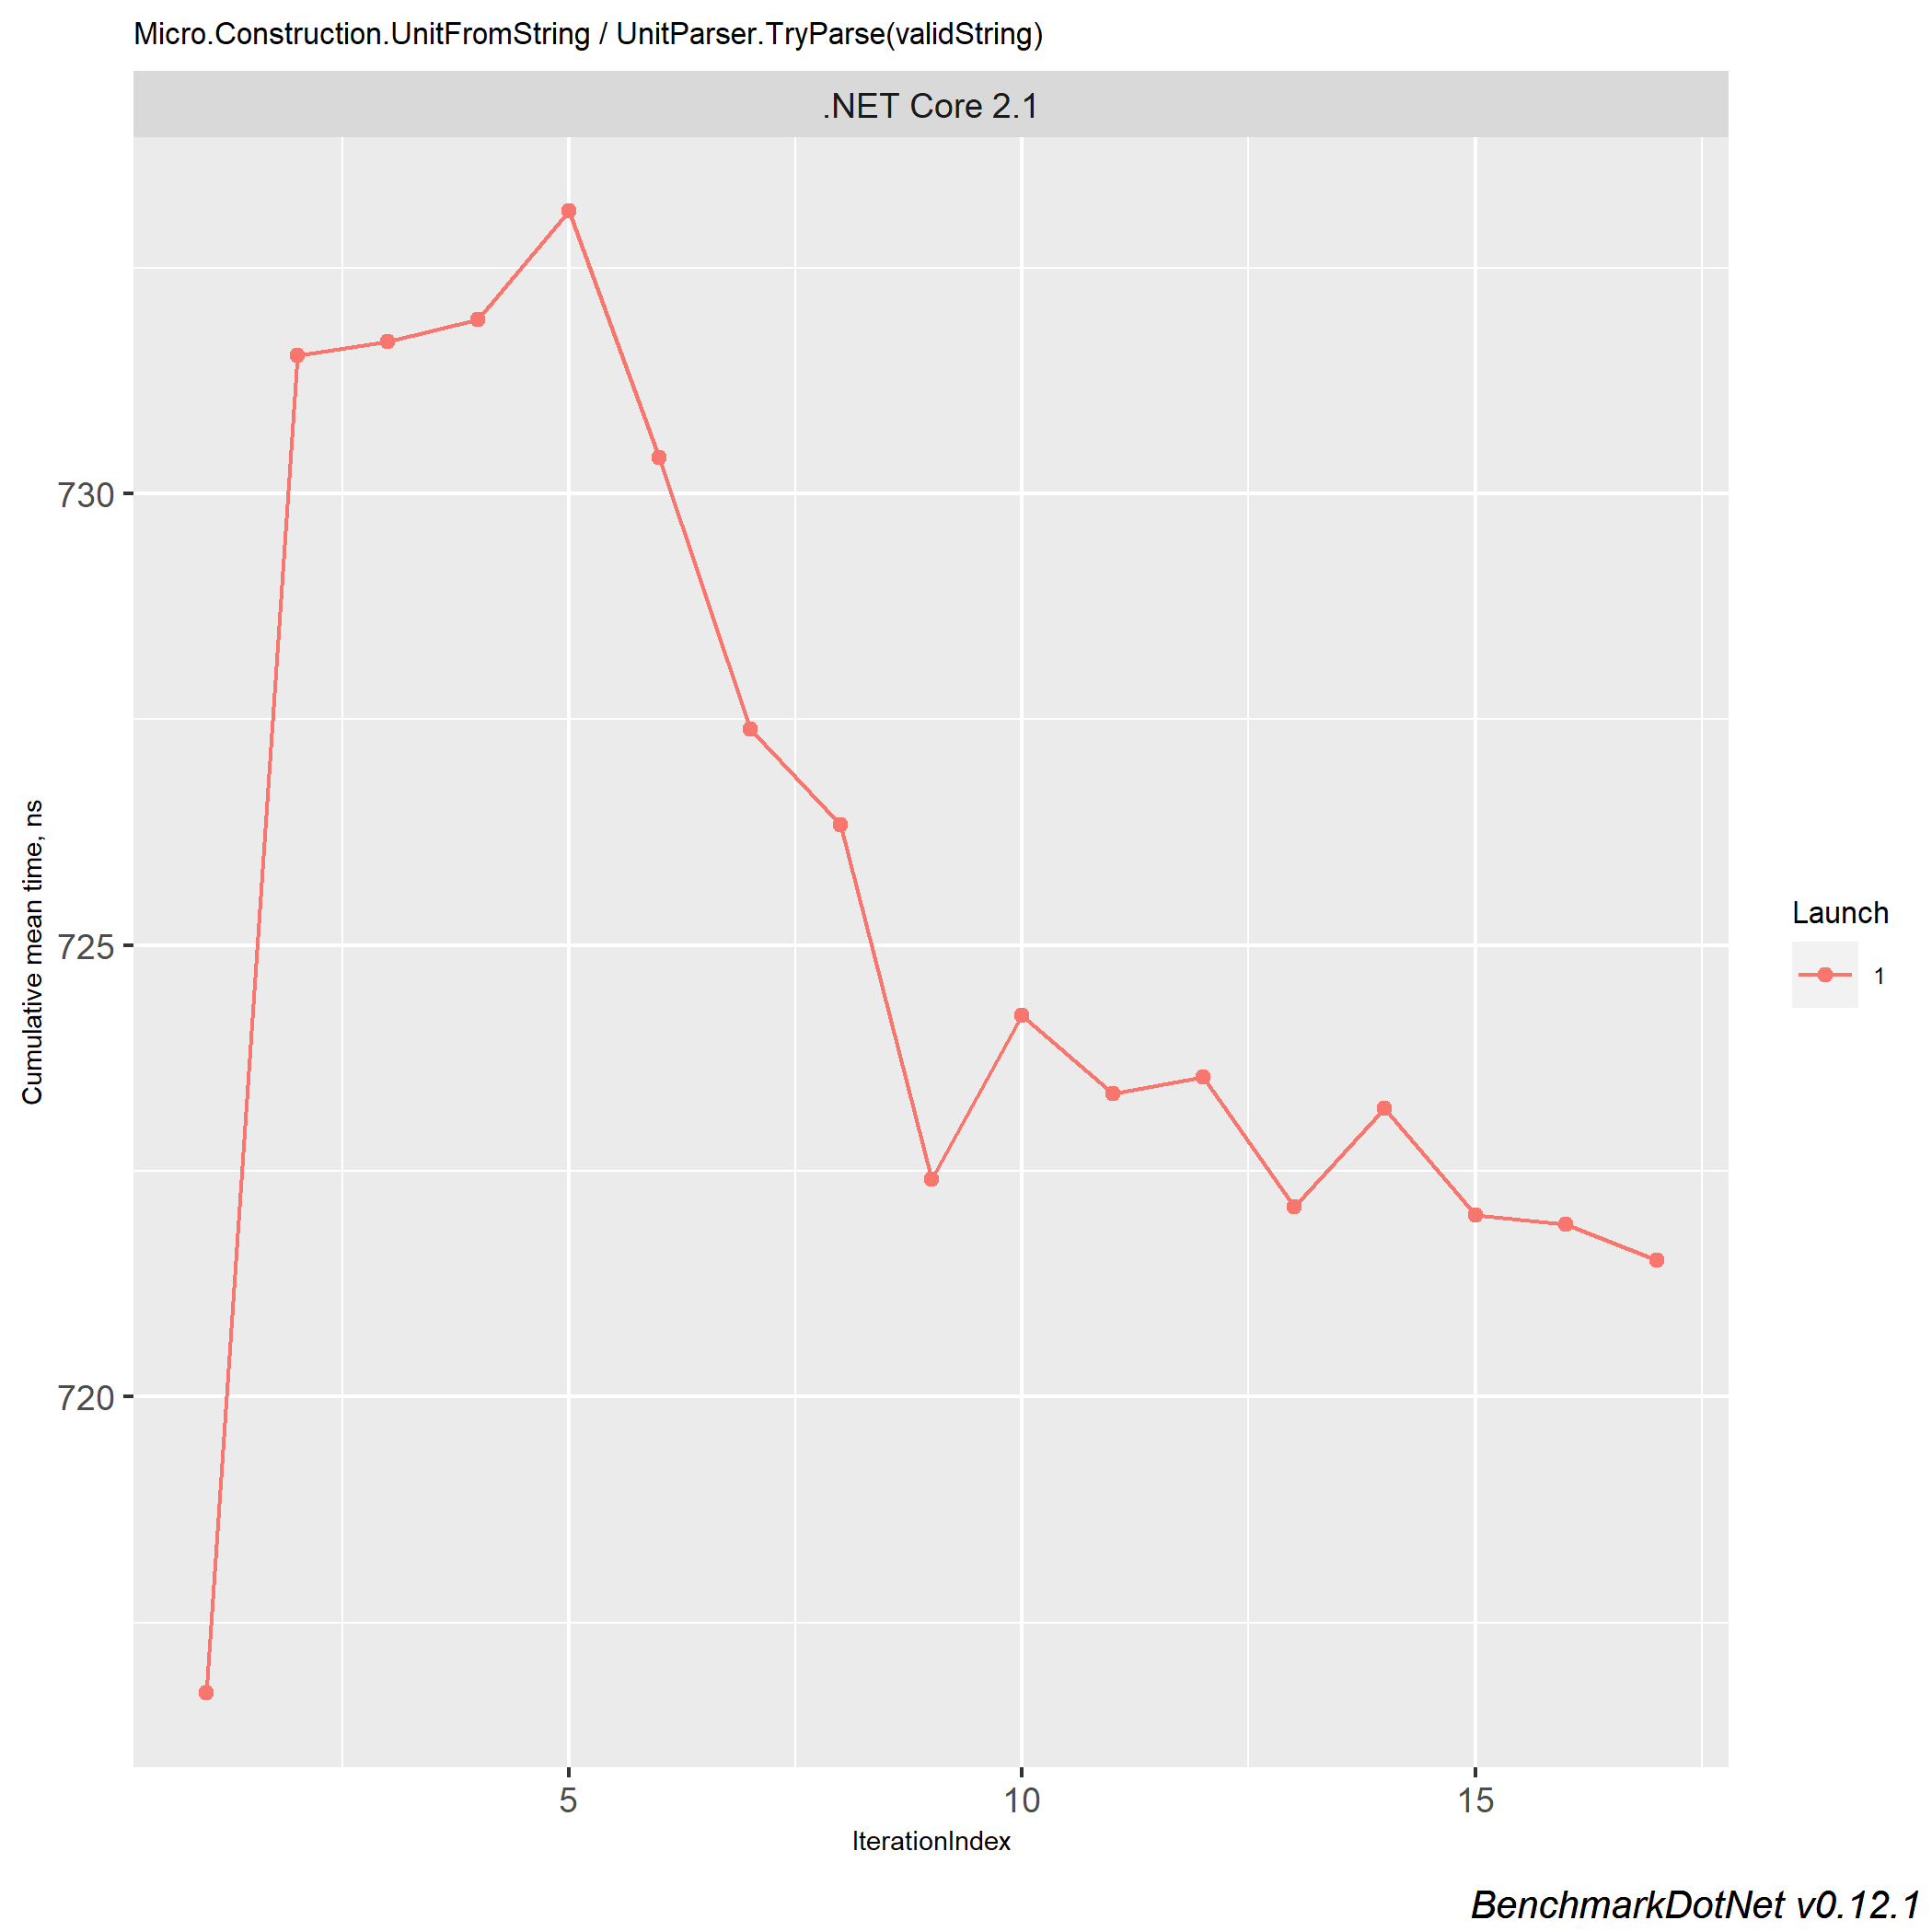 Micro.Construction.UnitFromString / UnitParser.TryParse(validString)
.NET Core 2.1
730
725
720
Cumulative mean time, ns
5
10
15
IterationIndex
Launch
1
BenchmarkDotNet v0.12.1